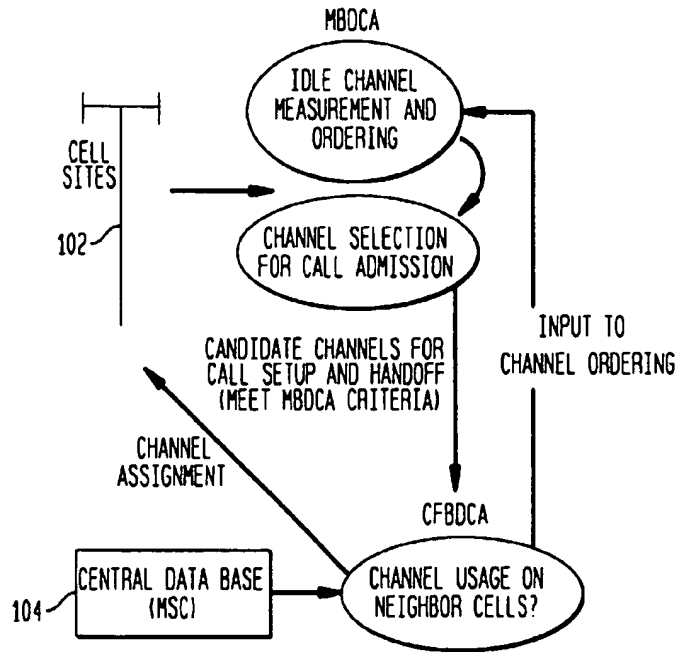 MBDCA
IDLE CHANNEL
MEASUREMENT AND
ORDERING
CELL
SITES
102
CHANNEL SELECTION
FOR CALL ADMISSION
CANDIDATE CHANNELS FOR
CALL SETUP AND HANDOFF
(MEET MBDCA CRITERIA)
INPUT TO
CHANNEL ORDERING
CHANNEL
ASSIGNMENT
CFBDCA
CENTRAL DATA BASE
(MSC)
104
CHANNEL USAGE ON
NEIGHBOR CELLS?